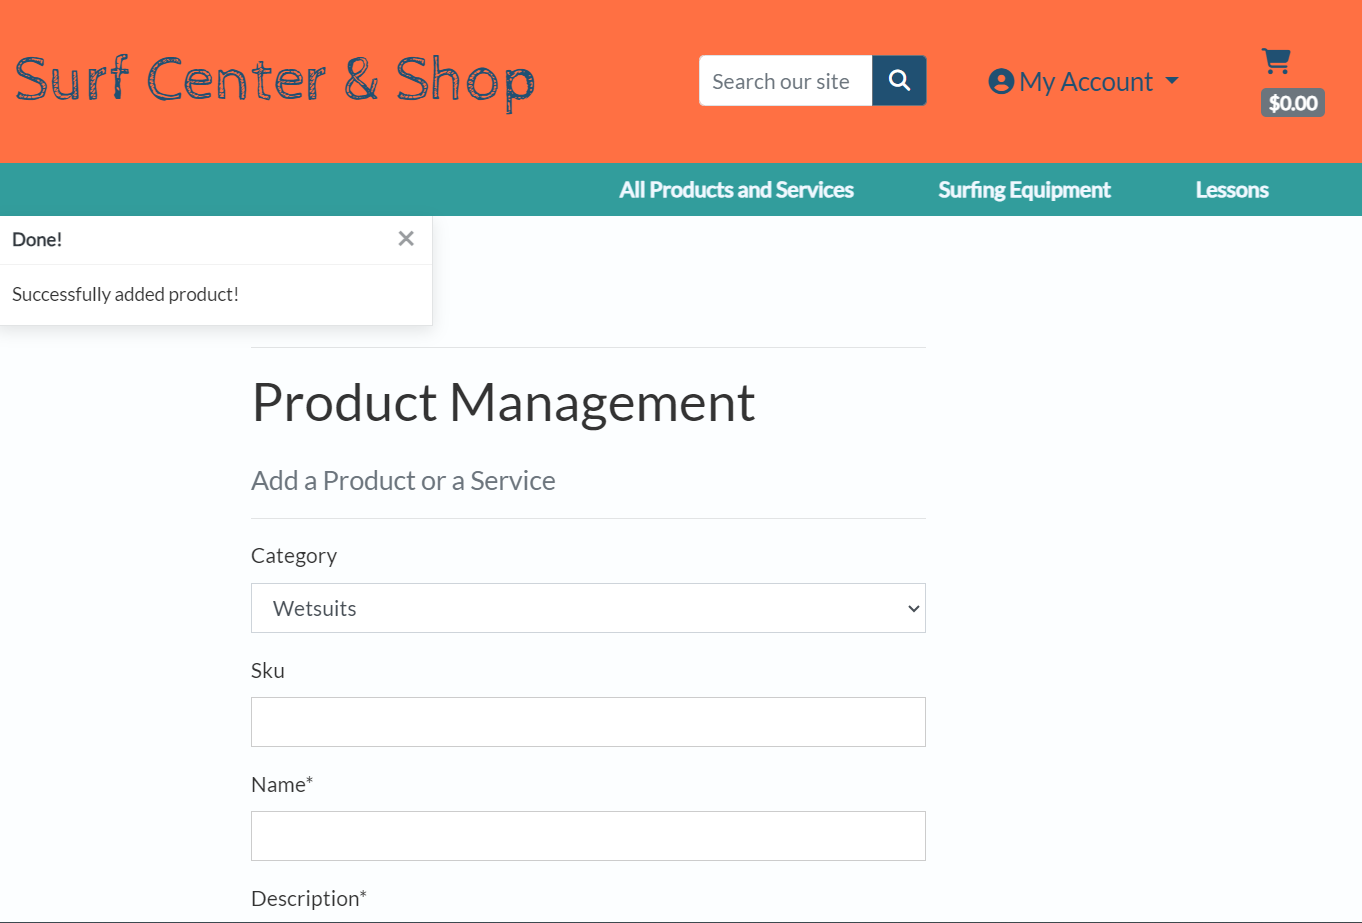 Surf Center & Shop
Search our site
My Account
$0.00
All Products and Services
Surfing Equipment
Lessons
Done!
Successfully added product!
Product Management
Add a Product or a Service
Category
Wetsuits
Sku
Name*
Description*